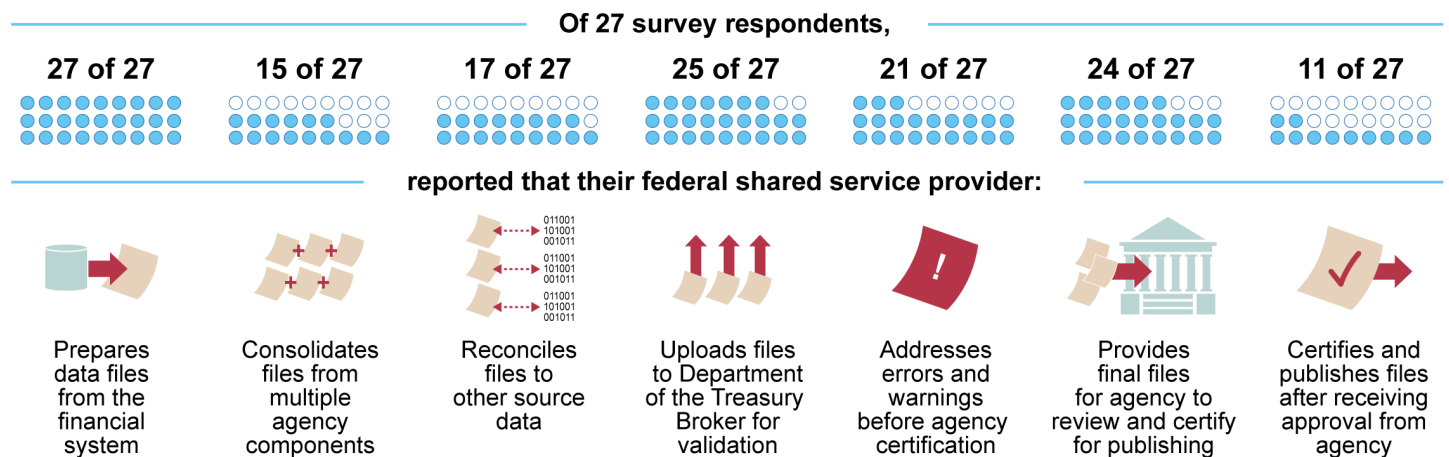 Of 27 survey respondents,
27 of 27
15 of 27
17 of 27
25 of 27
21 of 27
24 of 27
11 of 27
reported that their federal shared service provider:
011001
101001
001011
011001
101001
001011
011001
101001
001011
!
Prepares
data files
from the
financial
system
Consolidates
files from
multiple
agency
components
Reconciles
files to
other source
data
Uploads files
to Department
of the Treasury
Broker for
validation
Addresses
errors and
warnings
before agency
certification
Provides
final files
for agency to
review and certify
for publishing
Certifies and
publishes files
after receiving
approval from
agency